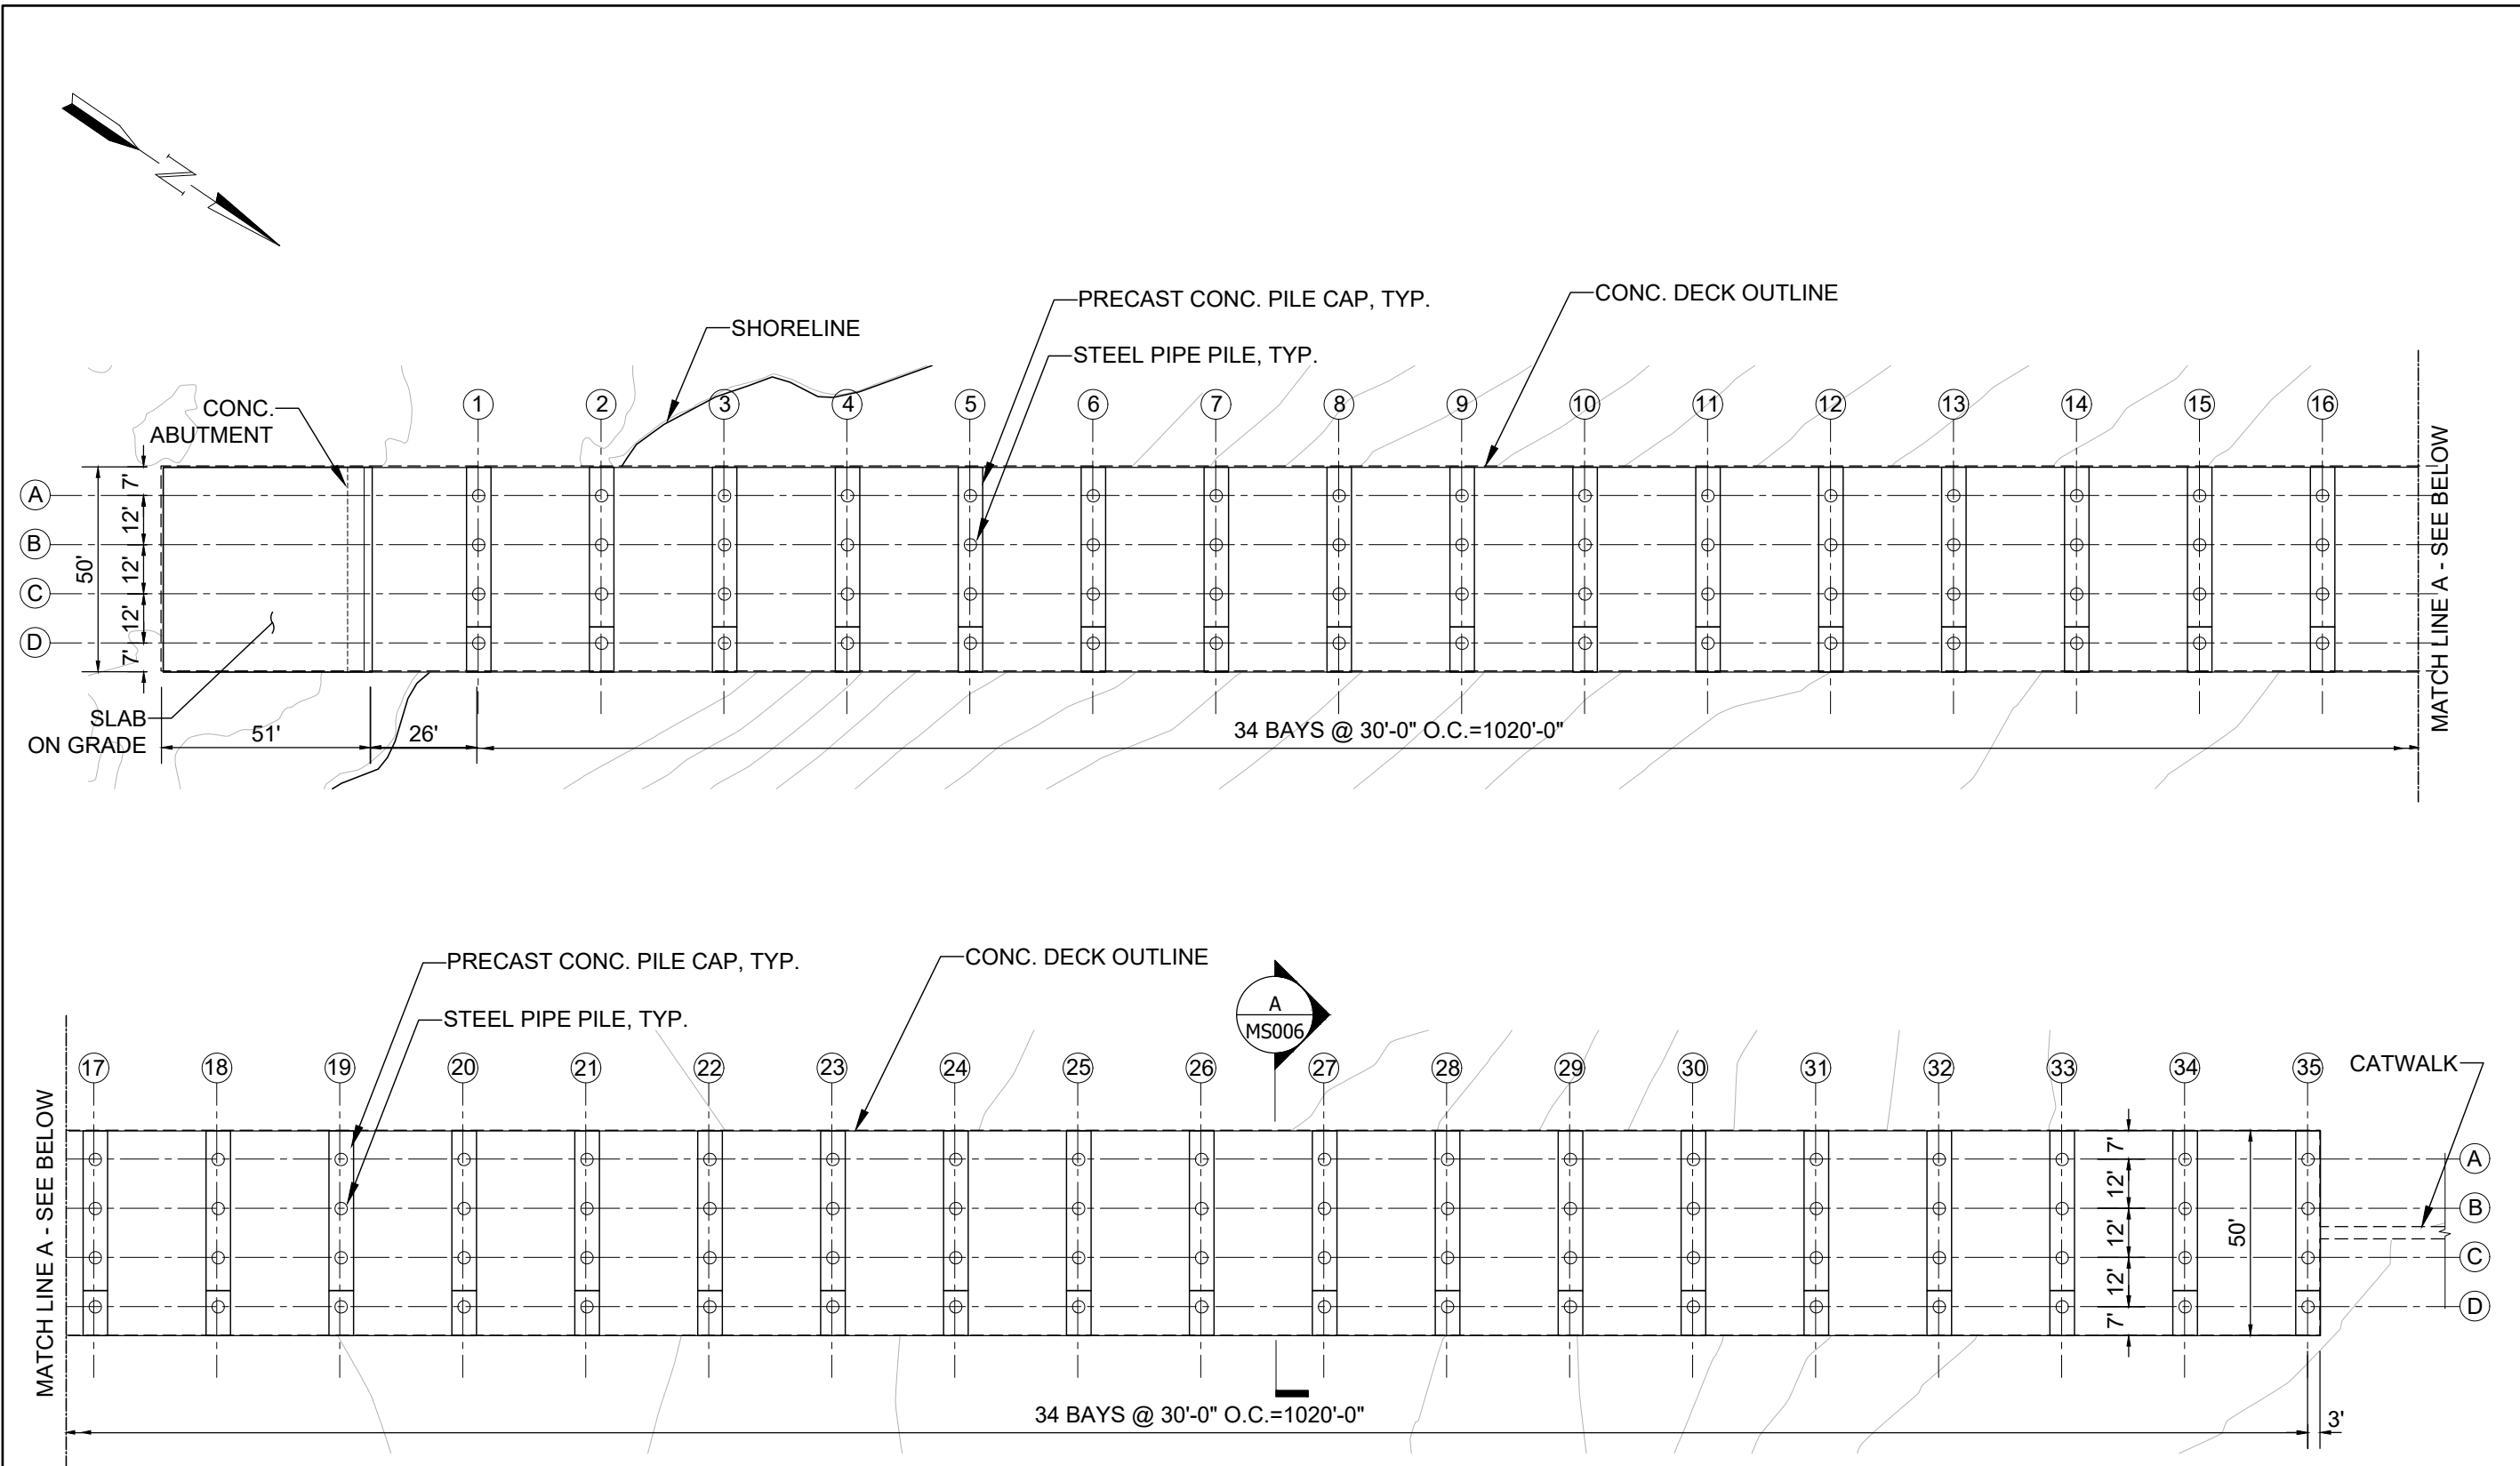 N
PRECAST CONC. PILE CAP, TYP.
CONC. DECK OUTLINE
SHORELINE
STEEL PIPE PILE, TYP.
CONC.
ABUTMENT
1
2
3
4
5
6
7
8
9
10
11
12
13
14
15
16
A
B
C
D
7'
12'
12'
12'
7'
50'
SLAB
ON GRADE
51'
26'
34 BAYS @ 30'-0" O.C.=1020'-0"
MATCH LINE A - SEE BELOW
PRECAST CONC. PILE CAP, TYP.
CONC. DECK OUTLINE
STEEL PIPE PILE, TYP.
A
MS006
CATWALK
17
18
19
20
21
22
23
24
25
26
27
28
29
30
31
32
33
34
35
MATCH LINE A - SEE BELOW
7'
12'
12'
12'
7'
50'
A
B
C
D
34 BAYS @ 30'-0" O.C.=1020'-0"
3'